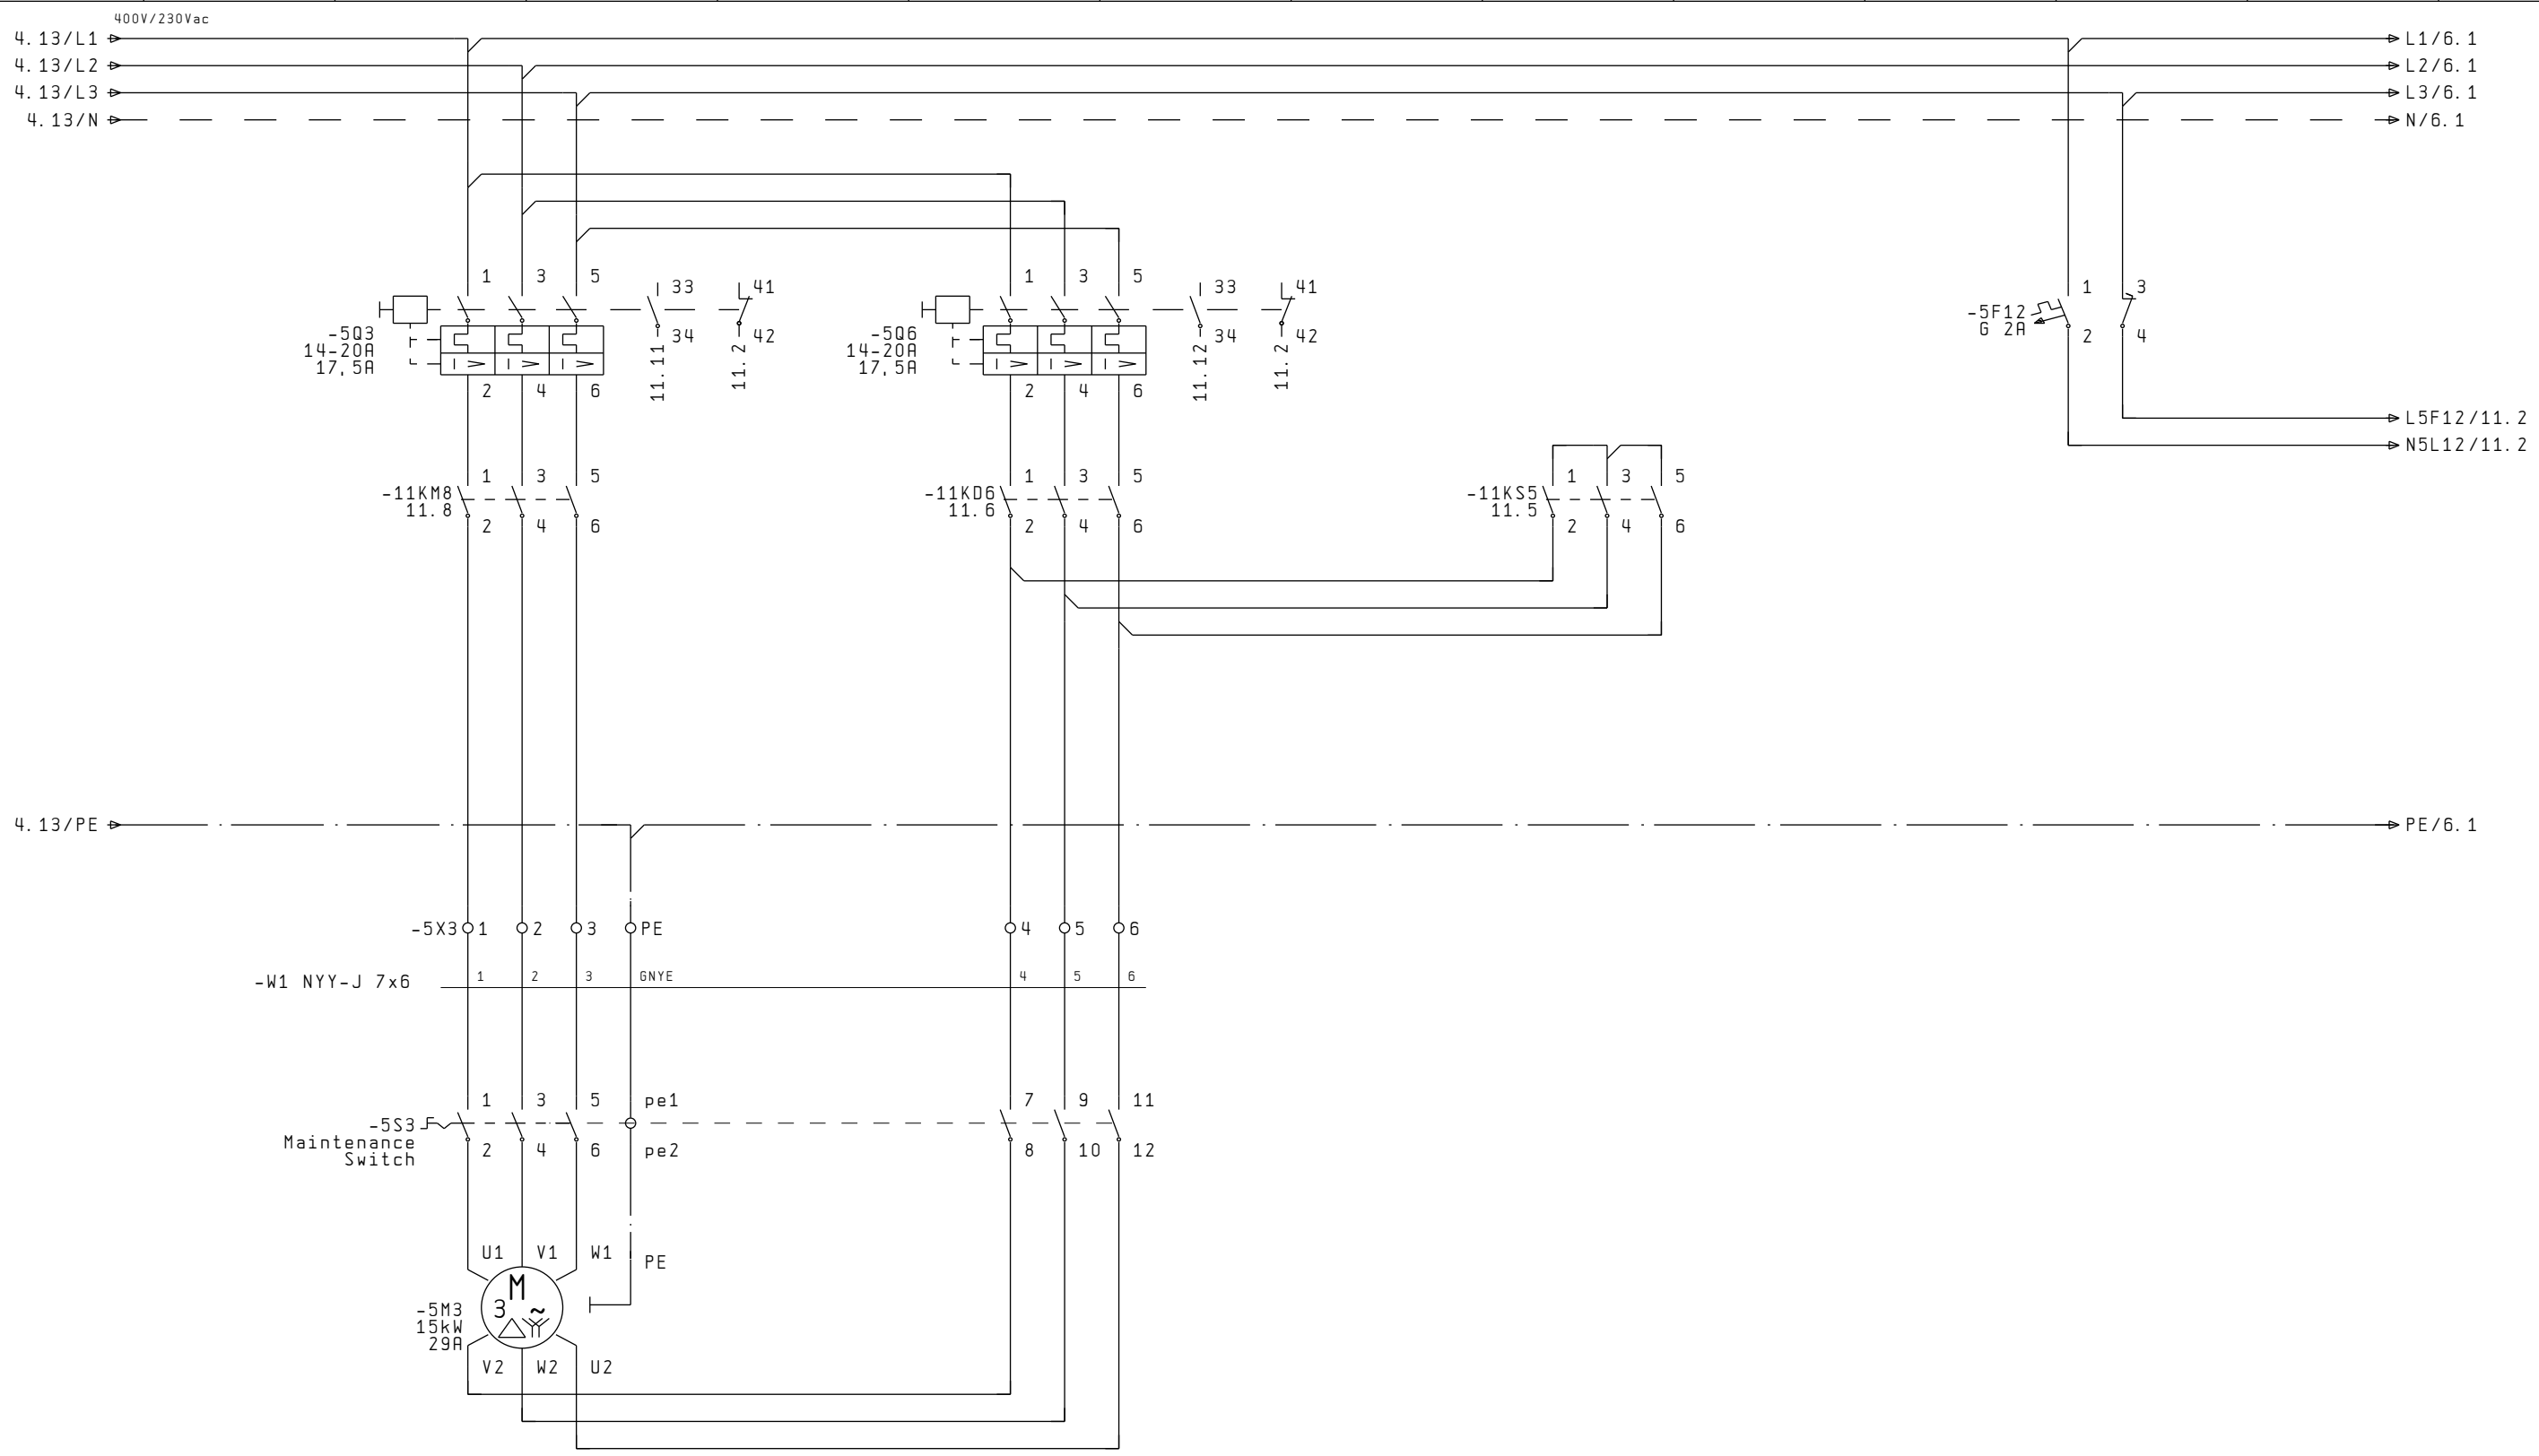 400V/230Vac
4.13/L1
L1/6.1
4.13/L2
L2/6.1
4.13/L3
L3/6.1
4.13/N
N/6.1
1 3 5
33
41
-5Q3
14-20A
17,5A
34
42
11.11
11.2
2 4 6
1 3 5
33
41
-5Q6
14-20A
17,5A
34
42
11.12
11.2
2 4 6
1 3
-5F12
G 2A
2 4
L5F12/11.2
N5L12/11.2
1 3 5
-11KM8
11.8
2 4 6
1 3 5
-11KD6
11.6
2 4 6
1 3 5
-11KS5
11.5
2 4 6
4.13/PE
PE/6.1
-5X3 1 2 3 PE 4 5 6
-W1 NYY-J 7x6 1 2 3 GNYE 4 5 6
1 3 5 pe1 7 9 11
-5S3
Maintenance
Switch
2 4 6 pe2 8 10 12
U1 V1 W1 PE
M
3 ~
-5M3
15kW
29A
V2 W2 U2